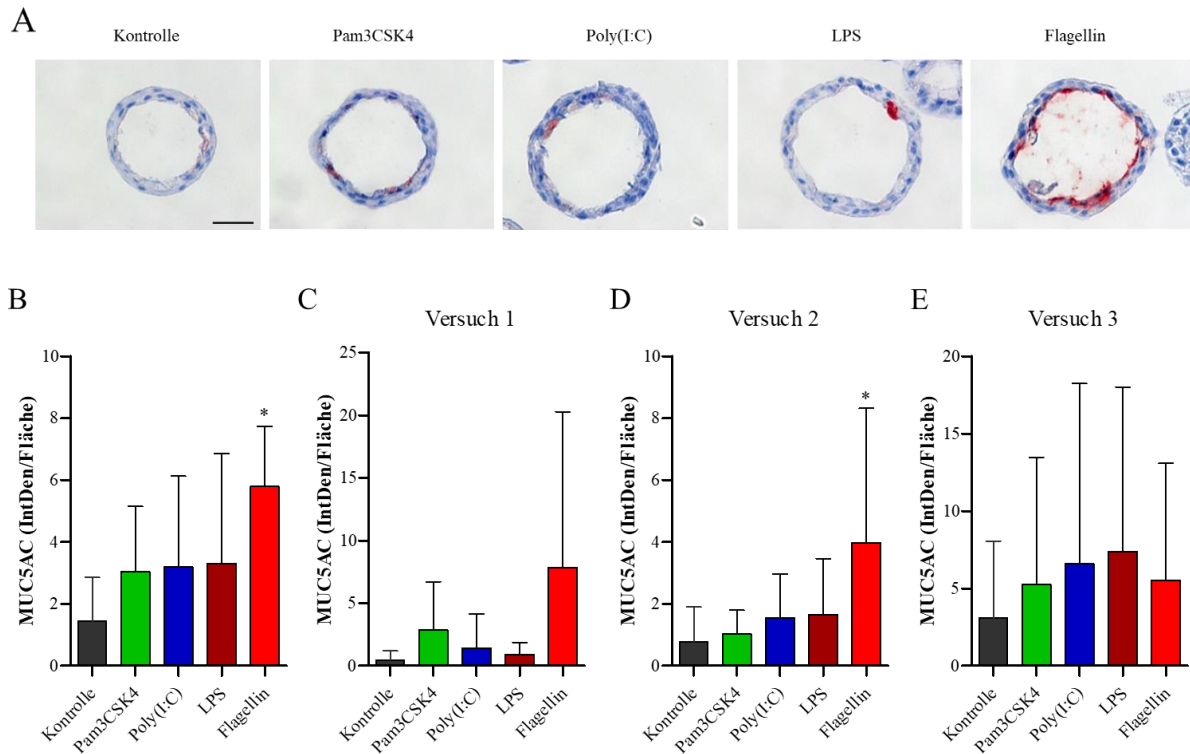 A
Kontrolle
Pam3CSK4
Poly(I:C)
LPS
Flagellin
B
MUC5AC (IntDen/Fläche)
10
8
6
4
2
0
*
Kontrolle
Pam3CSK4
Poly(I:C)
LPS
Flagellin
C
Versuch 1
MUC5AC (IntDen/Fläche)
25
20
15
10
5
0
Kontrolle
Pam3CSK4
Poly(I:C)
LPS
Flagellin
D
Versuch 2
MUC5AC (IntDen/Fläche)
10
8
6
4
2
0
*
Kontrolle
Pam3CSK4
Poly(I:C)
LPS
Flagellin
E
Versuch 3
MUC5AC (IntDen/Fläche)
20
15
10
5
0
Kontrolle
Pam3CSK4
Poly(I:C)
LPS
Flagellin